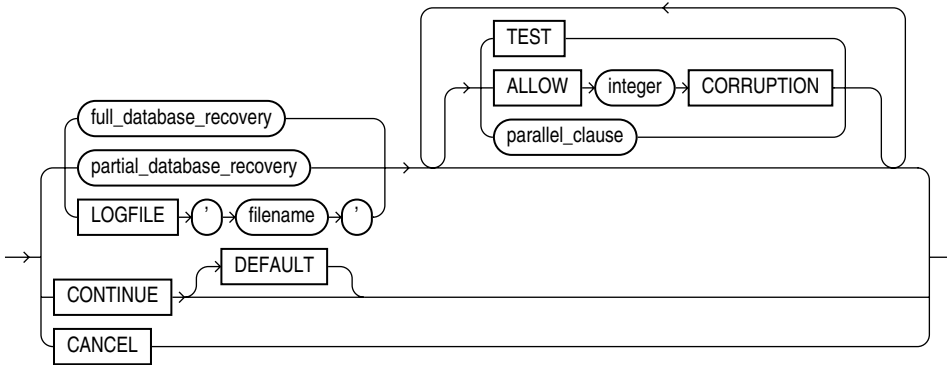 TEST
ALLOW integer CORRUPTION
parallel_clause
full_database_recovery
partial_database_recovery
LOGFILE ' filename '
DEFAULT
CONTINUE
CANCEL